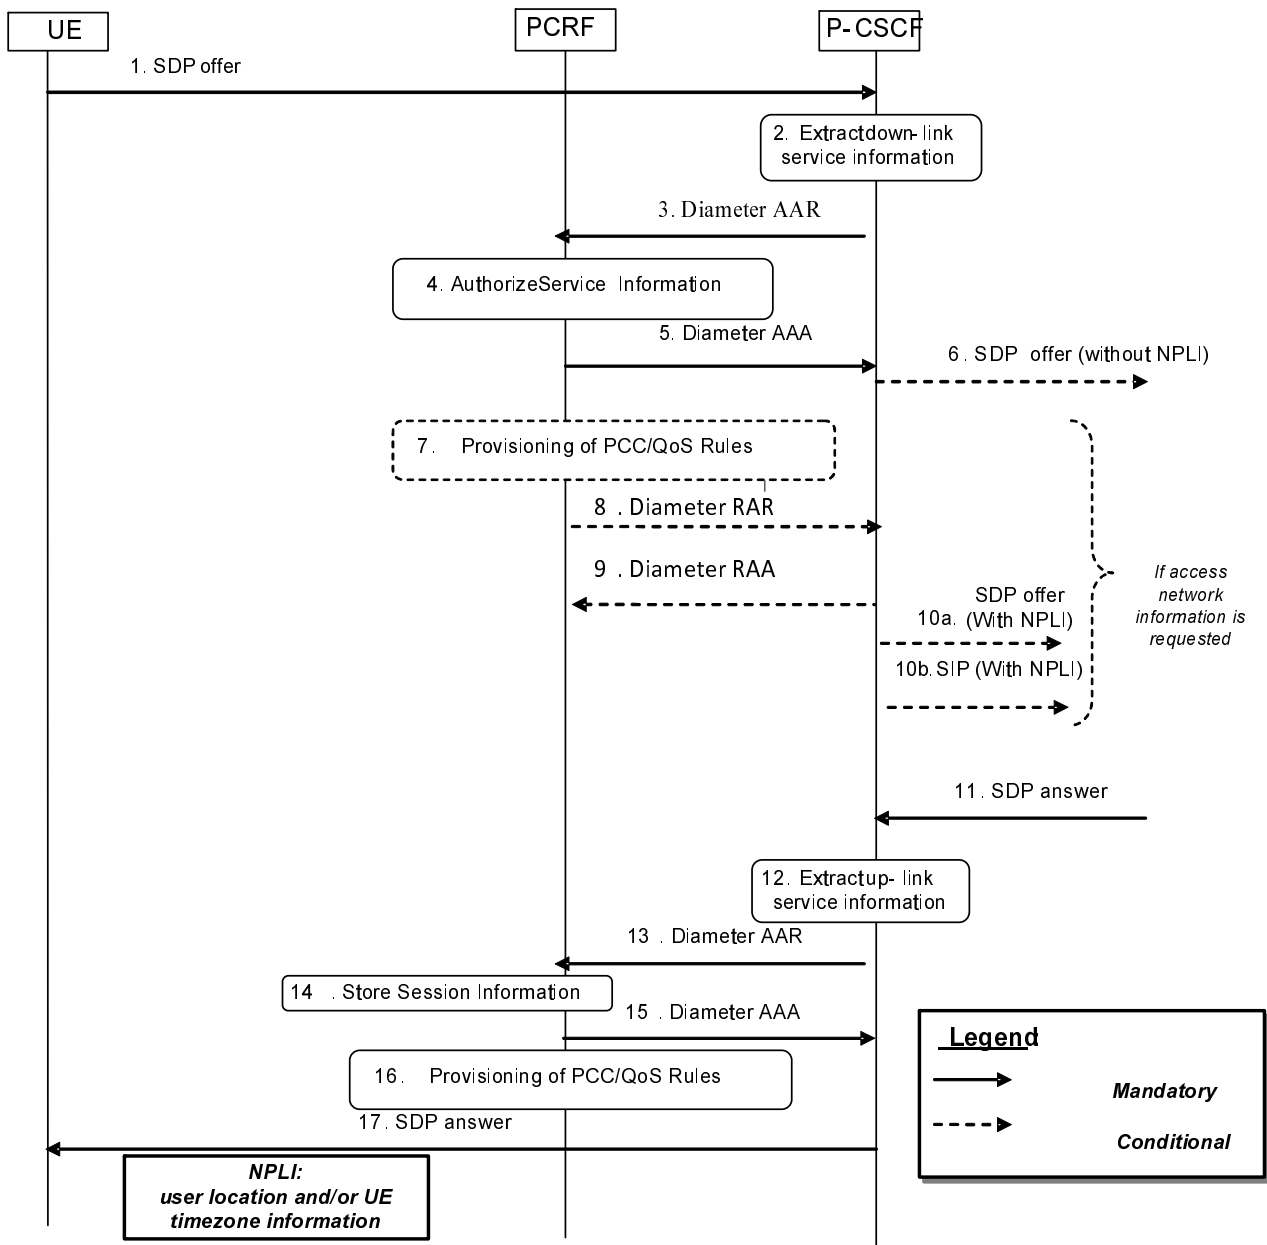 UE
PCRF
P-CSCF
1. SDP offer
2. Extractdown-link
service information
3. Diameter AAR
4. AuthorizeService Information
5. Diameter AAA
6. SDP offer (without NPLI)
7. Provisioning of PCC/QoS Rules
8 . Diameter RAR
9 . Diameter RAA
If access
network
information is
requested
SDP offer
10a. (With NPLI)
10b. SIP (With NPLI)
11. SDP answer
12. Extractup-link
service information
13 . Diameter AAR
14 . Store Session Information
15 . Diameter AAA
16. Provisioning of PCC/QoS Rules
17. SDP answer
Legend
Mandatory
Conditional
NPLI:
user location and/or UE
timezone information